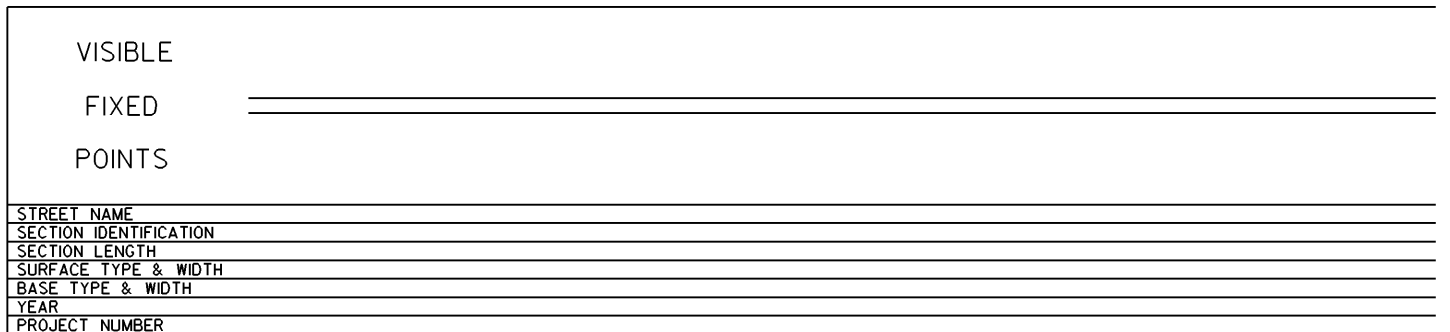 VISIBLE
FIXED
POINTS
STREET NAME
SECTION IDENTIFICATION
SECTION LENGTH
SURFACE TYPE & WIDTH
BASE TYPE & WIDTH
YEAR
PROJECT NUMBER